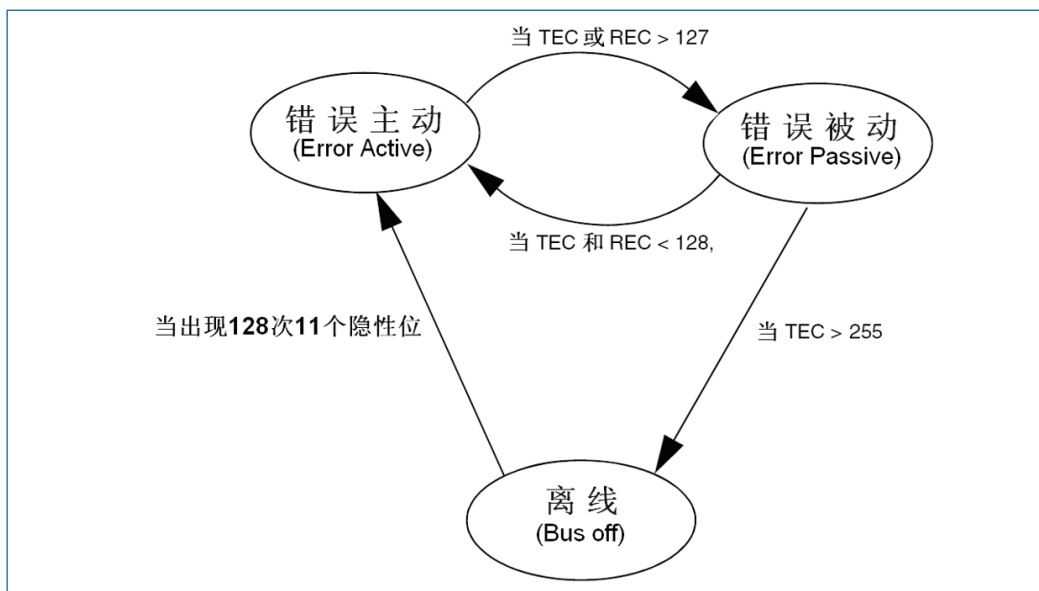 当 TEC 或 REC > 127
错误主动
(Error Active)
错误被动
(Error Passive)
当 TEC 和 REC < 128,
当出现128次11个隐性位
当 TEC > 255
离线
(Bus off)